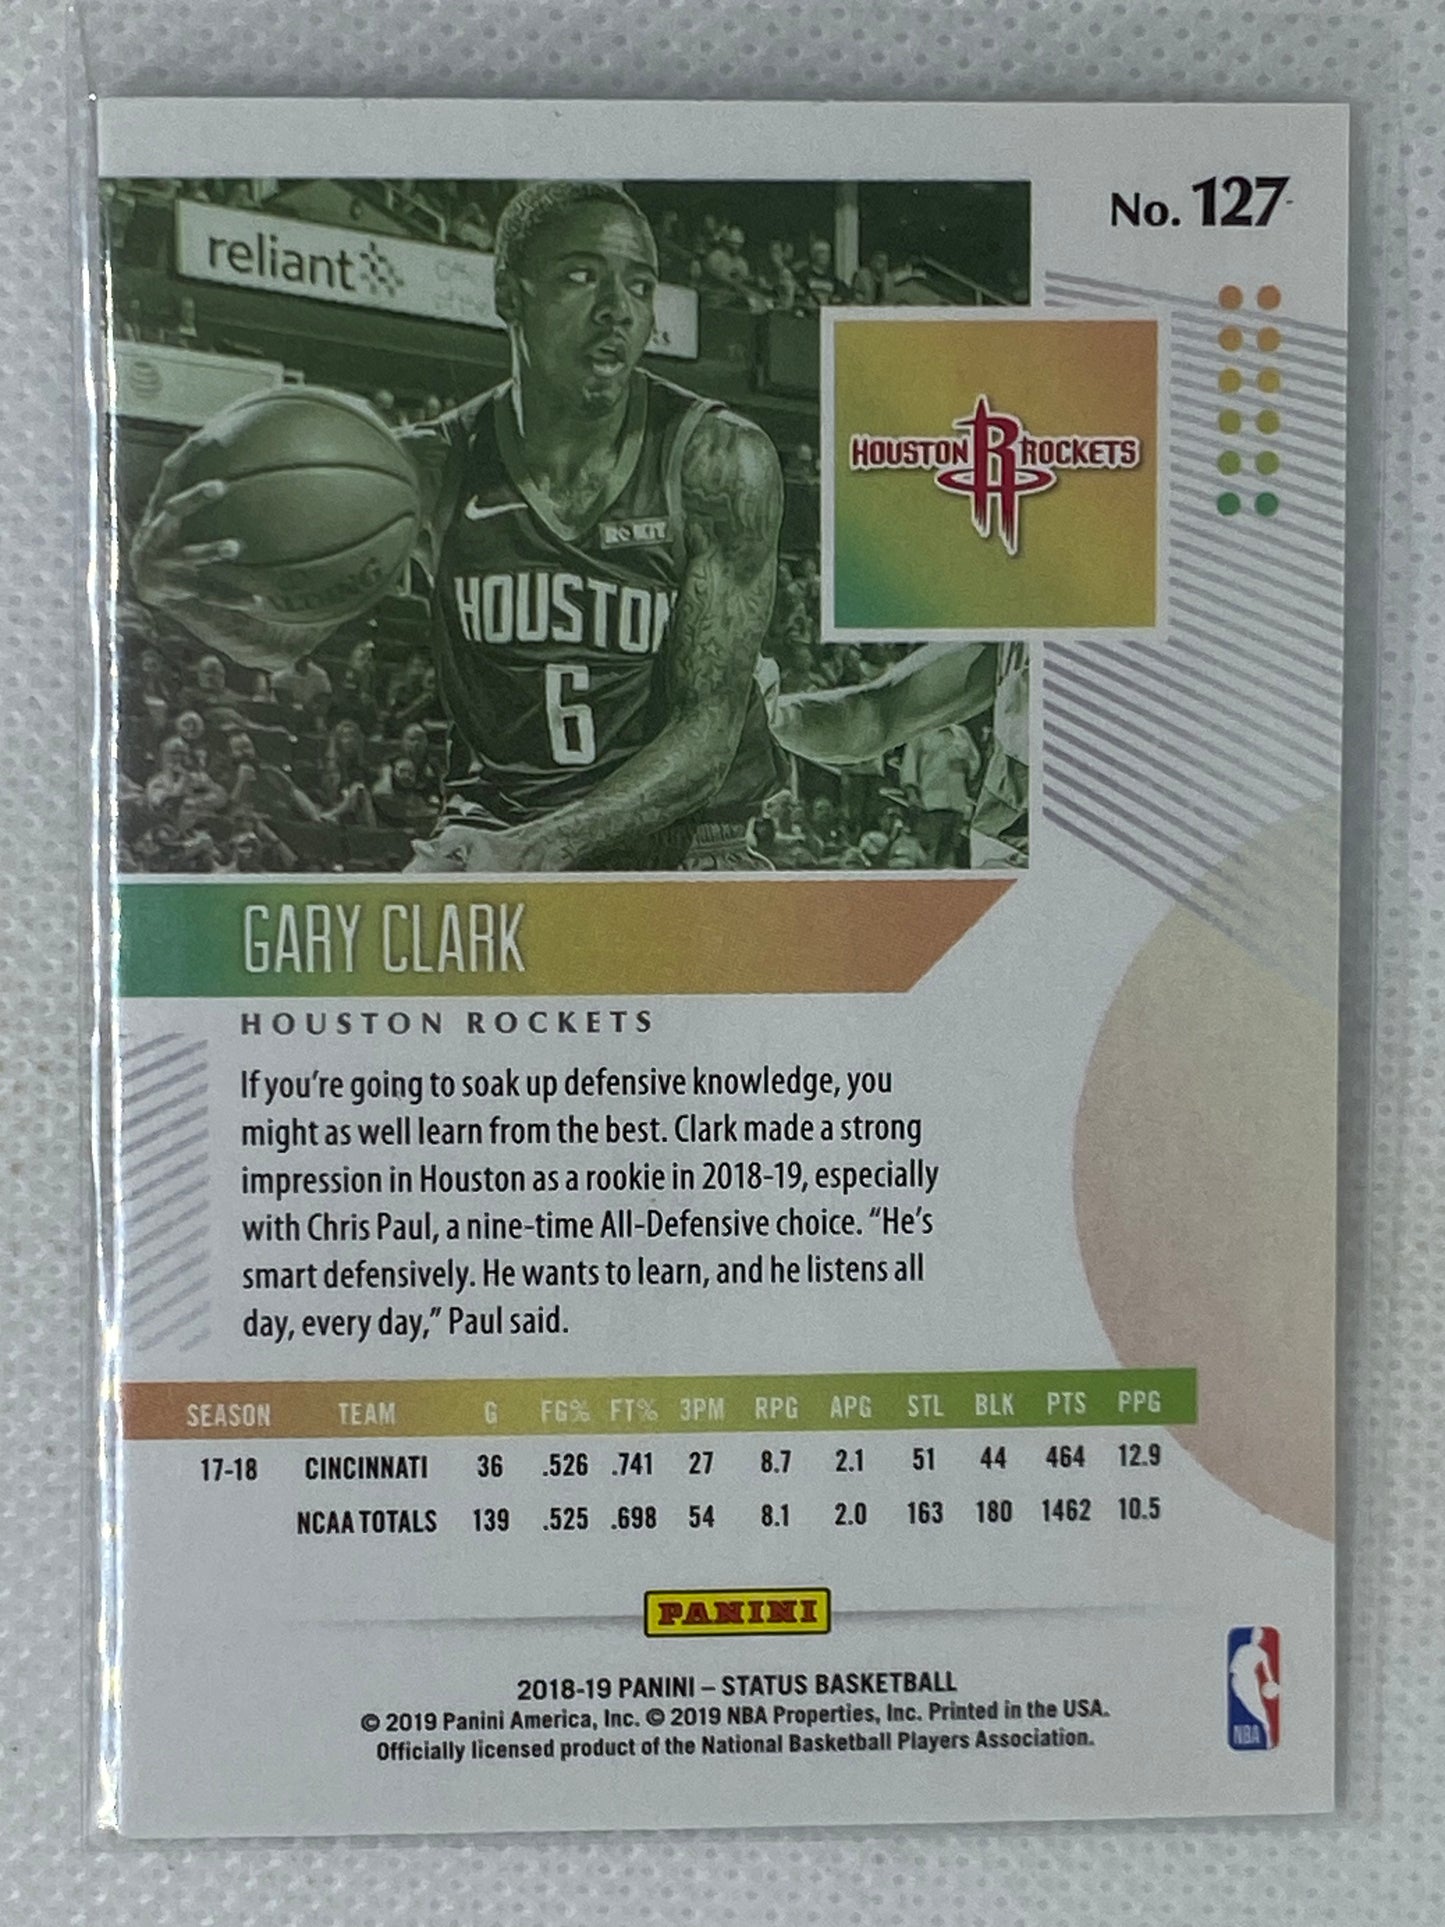 No. 127
reliant
ROKIT
HOUSTON
6
HOUSTON ROCKETS
GARY CLARK
HOUSTON ROCKETS
If you're going to soak up defensive knowledge, you
might as well learn from the best. Clark made a strong
impression in Houston as a rookie in 2018-19, especially
with Chris Paul, a nine-time All-Defensive choice. “He's
smart defensively. He wants to learn, and he listens all
day, every day,” Paul said.
SEASON TEAM G FG% FT% 3PM RPG APG STL BLK PTS PPG
17-18 CINCINNATI 36 .526 .741 27 8.7 2.1 51 44 464 12.9
NCAA TOTALS 139 .525 .698 54 8.1 2.0 163 180 1462 10.5
PANINI
2018-19 PANINI – STATUS BASKETBALL
© 2019 Panini America, Inc. © 2019 NBA Properties, Inc. Printed in the USA.
Officially licensed product of the National Basketball Players Association.
NBA